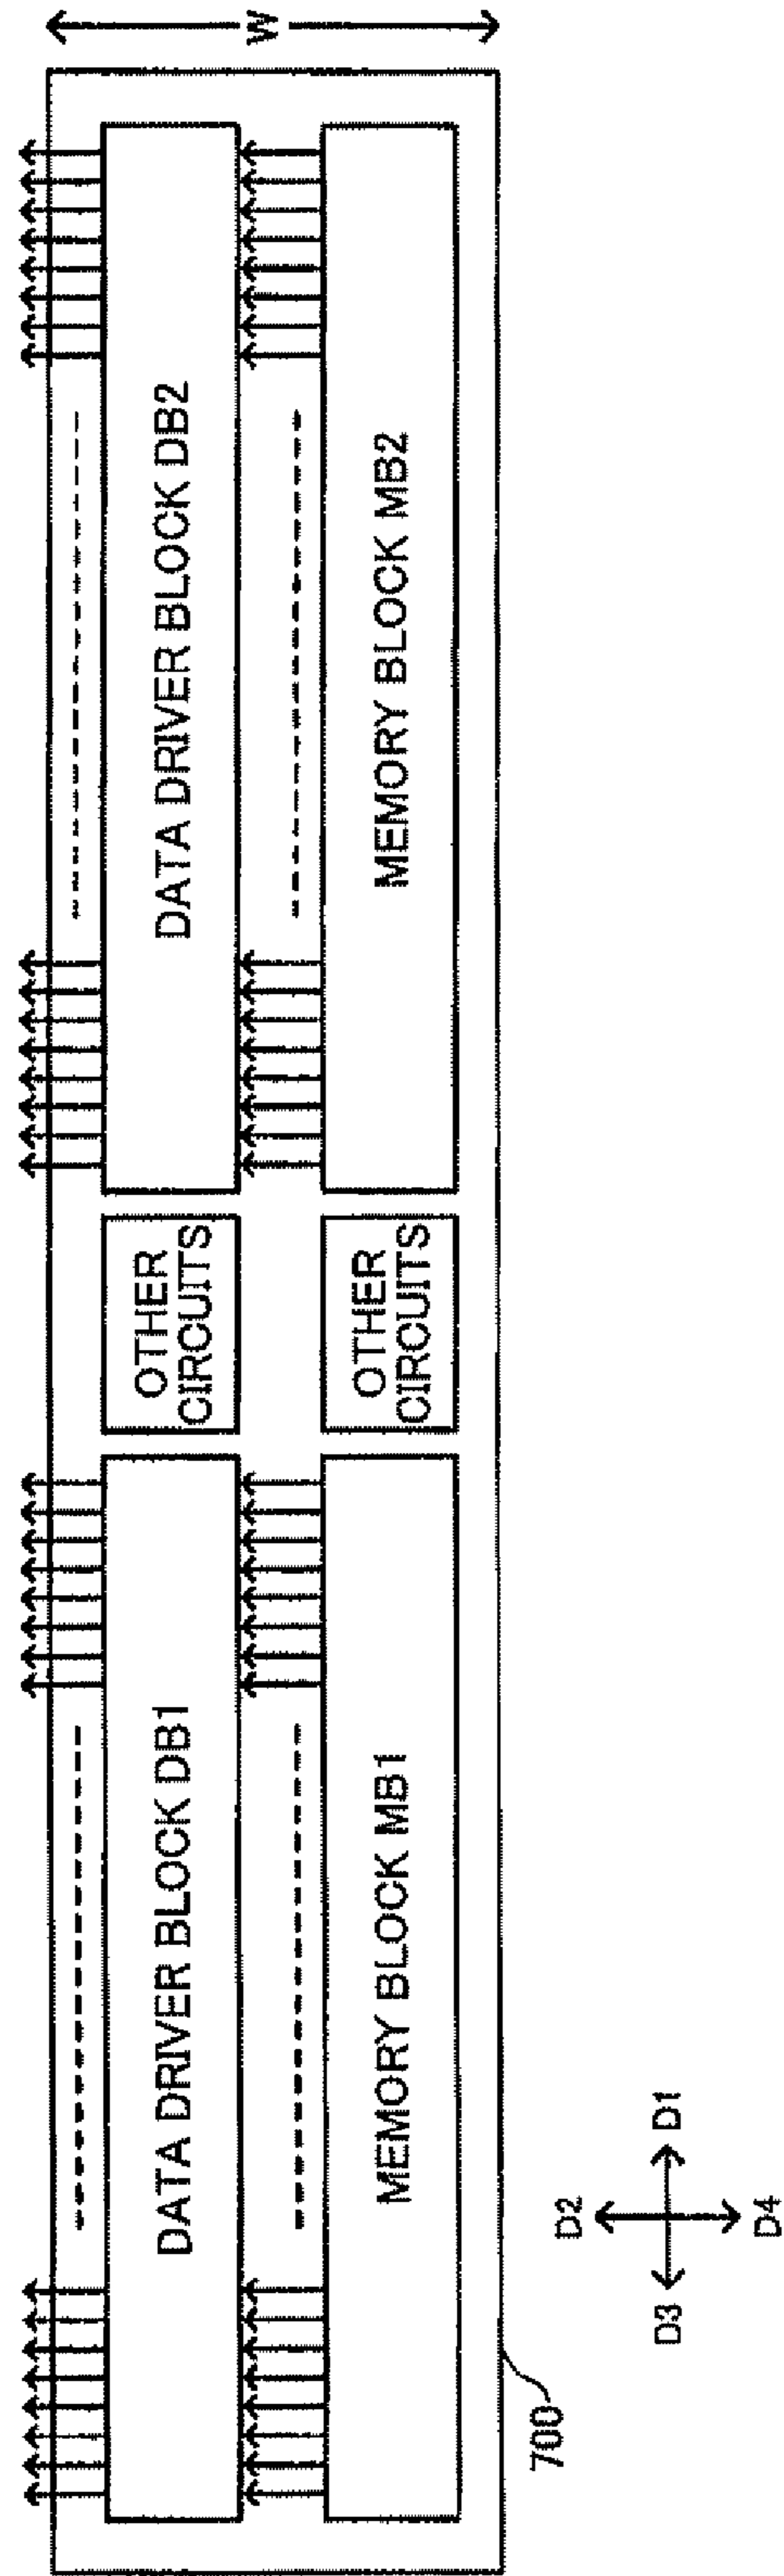 DATA DRIVER BLOCK DB1
OTHER
CIRCUITS
DATA DRIVER BLOCK DB2
W
MEMORY BLOCK MB1
OTHER
CIRCUITS
MEMORY BLOCK MB2
700
D2
D3
D1
D4